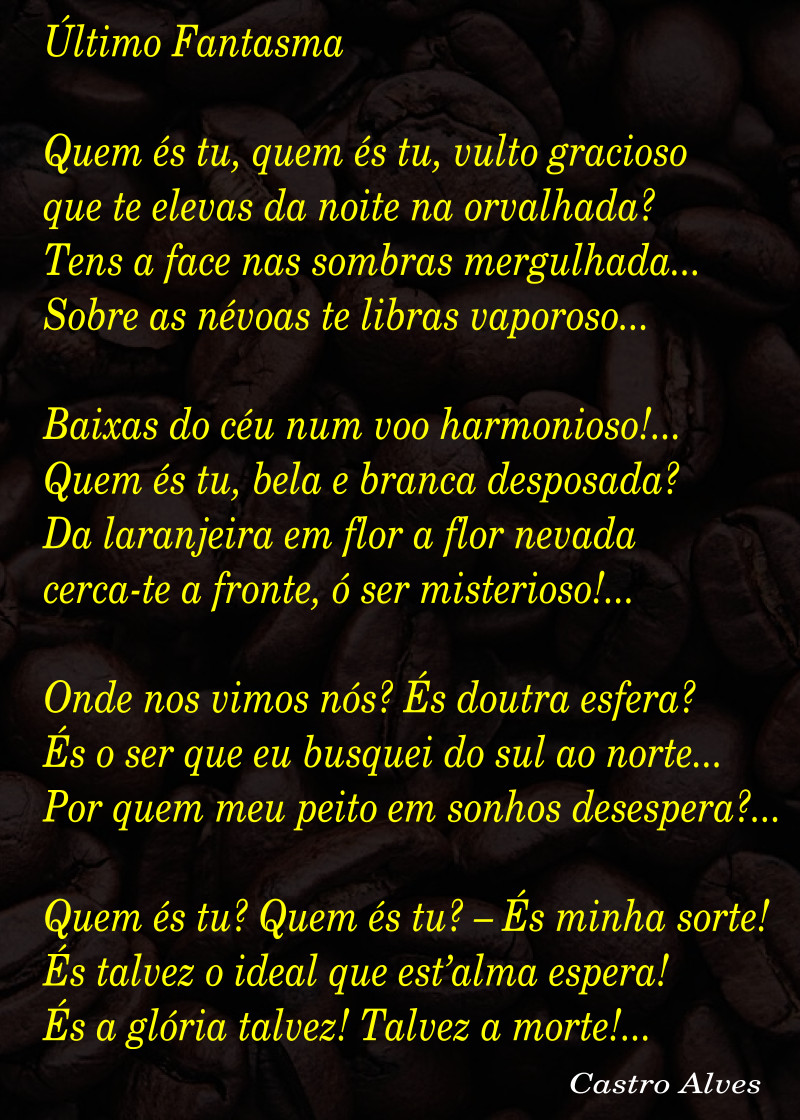 Último Fantasma
Quem és tu, quem és tu, vulto gracioso
que te elevas da noite na orvalhada?
Tens a face nas sombras mergulhada...
Sobre as névoas te libras vaporoso...
Baixas do céu num voo harmonioso!...
Quem és tu, bela e branca desposada?
Da laranjeira em flor a flor nevada
cerca-te a fronte, ó ser misterioso!...
Onde nos vimos nós? És doutra esfera?
És o ser que eu busquei do sul ao norte...
Por quem meu peito em sonhos desespera?...
Quem és tu? Quem és tu? – És minha sorte!
És talvez o ideal que est’alma espera!
És a glória talvez! Talvez a morte!...
Castro Alves